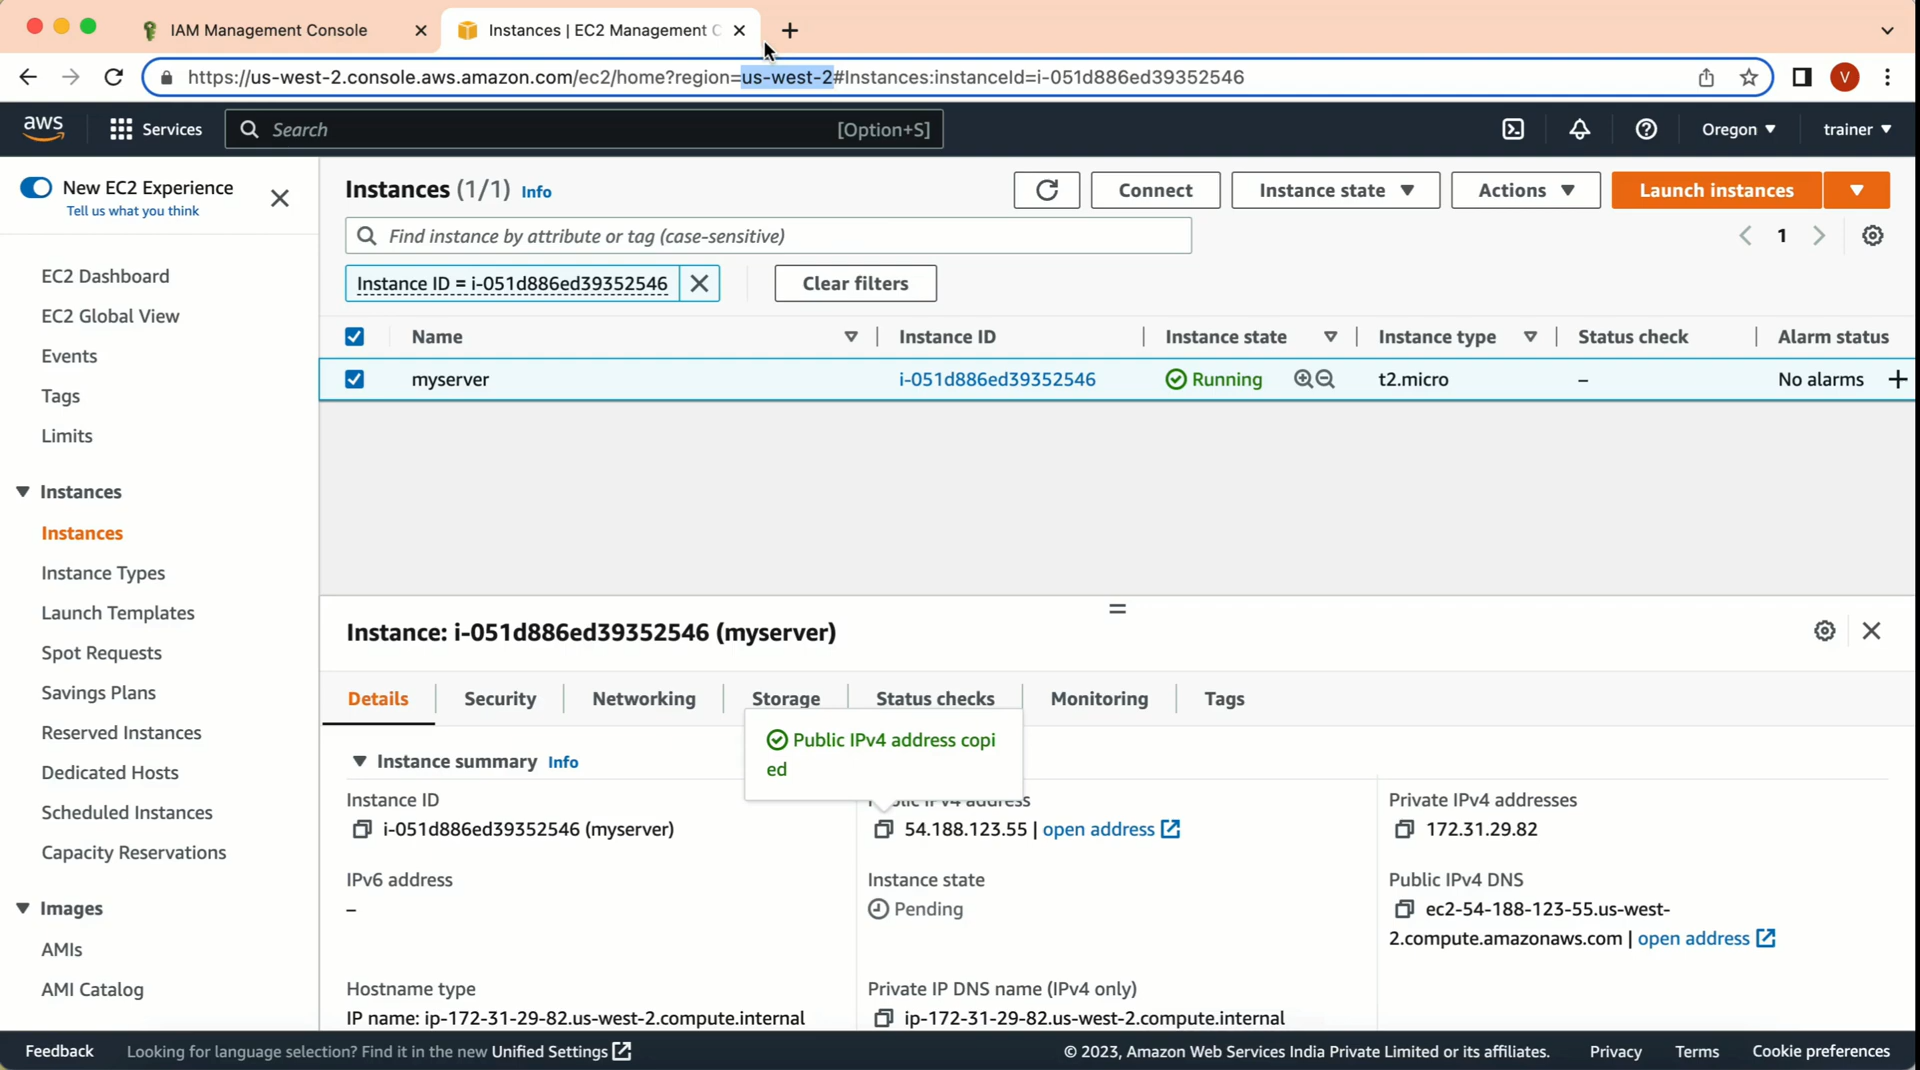 IAM Management Console
Instances | EC2 Management C
https://us-west-2.console.aws.amazon.com/ec2/home?region=us-west-2#Instances:instanceId=i-051d886ed39352546
V
aws
Services
Search
[Option+S]
Oregon
trainer
New EC2 Experience
Tell us what you think
EC2 Dashboard
EC2 Global View
Events
Tags
Limits
Instances
Instances
Instance Types
Launch Templates
Spot Requests
Savings Plans
Reserved Instances
Dedicated Hosts
Scheduled Instances
Capacity Reservations
Images
AMIs
AMI Catalog
Instances (1/1) Info
Connect
Instance state
Actions
Launch instances
Find instance by attribute or tag (case-sensitive)
1
Instance ID = i-051d886ed39352546
Clear filters
Name
Instance ID
Instance state
Instance type
Status check
Alarm status
myserver
i-051d886ed39352546
Running
t2.micro
–
No alarms
Instance: i-051d886ed39352546 (myserver)
Details
Security
Networking
Storage
Status checks
Monitoring
Tags
Public IPv4 address copi
ed
Instance summary Info
Instance ID
i-051d886ed39352546 (myserver)
Public IPv4 address
54.188.123.55 | open address
Private IPv4 addresses
172.31.29.82
IPv6 address
–
Instance state
Pending
Public IPv4 DNS
ec2-54-188-123-55.us-west-
2.compute.amazonaws.com | open address
Hostname type
IP name: ip-172-31-29-82.us-west-2.compute.internal
Private IP DNS name (IPv4 only)
ip-172-31-29-82.us-west-2.compute.internal
Feedback
Looking for language selection? Find it in the new Unified Settings
© 2023, Amazon Web Services India Private Limited or its affiliates.
Privacy
Terms
Cookie preferences